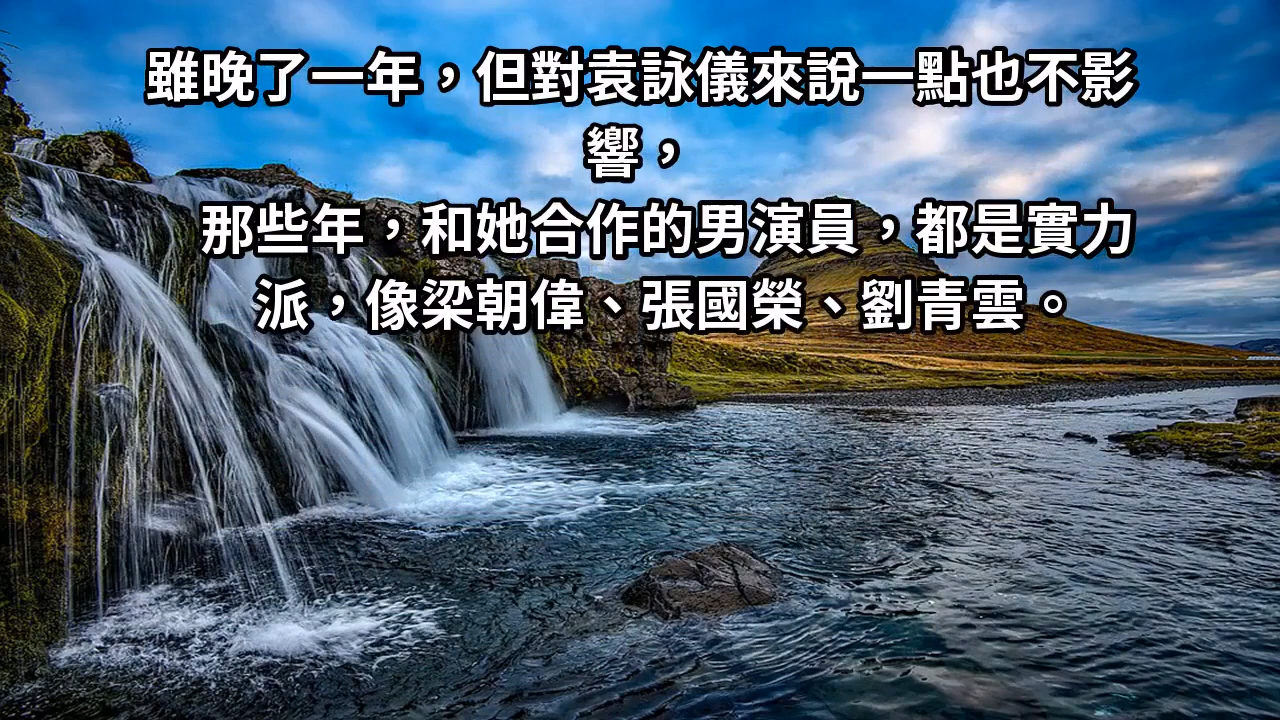 雖晚了一年，但對袁詠儀來說一點也不影
響，
那些年，和她合作的男演員，都是實力
派，像梁朝偉、張國榮、劉青雲。